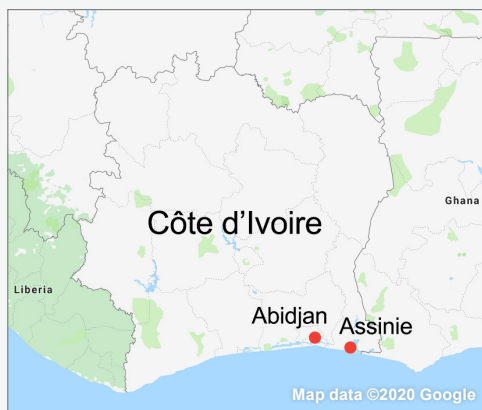 Côte d'Ivoire
Ghana
Liberia
Abidjan
Assinie
Map data ©2020 Google